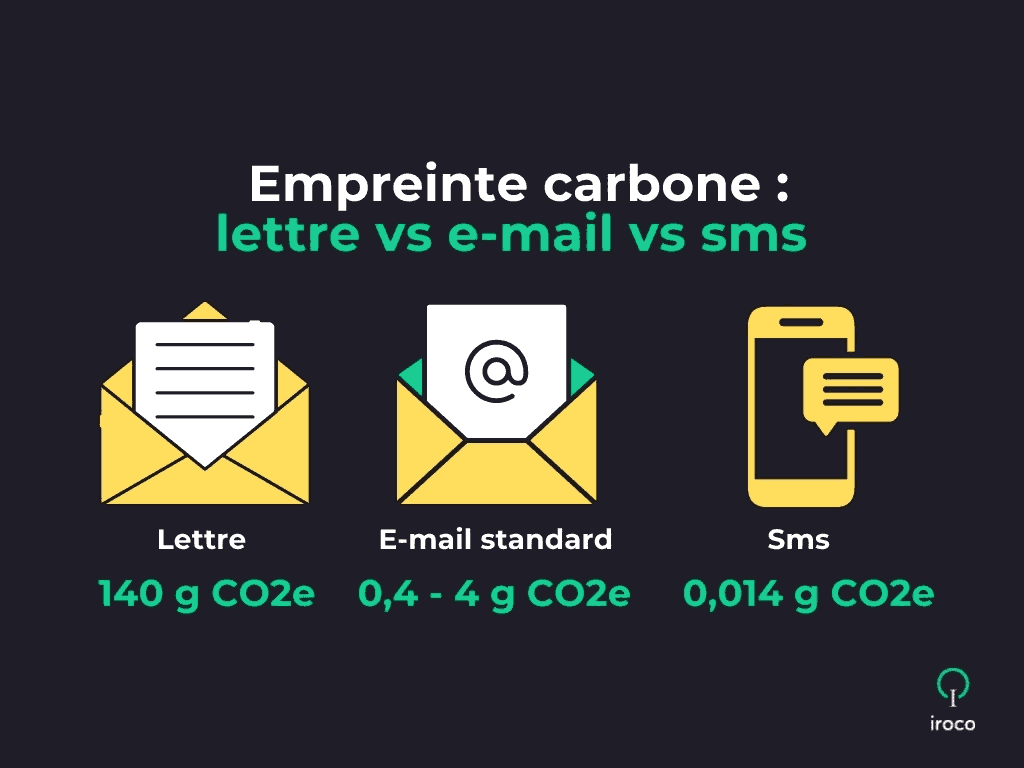 Empreinte carbone :
lettre vs e-mail vs sms
@
Lettre
E-mail standard
Sms
140 g CO2e
0,4 - 4 g CO2e
0,014 g CO2e
iroco